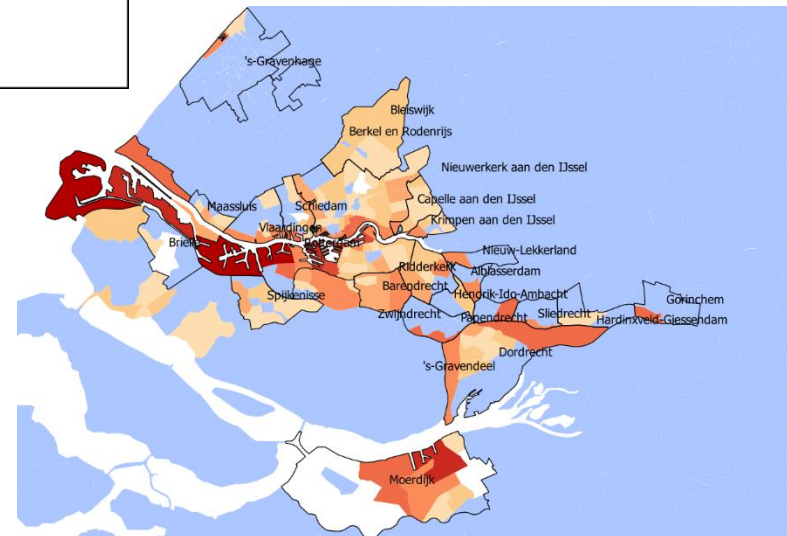 's-Gravenhage
Bleiswijk
Berkel en Rodenrijs
Nieuwerkerk aan den IJssel
Maassluis
Schiedam
Capelle aan den IJssel
Krimpen aan den IJssel
Vlaardingen
Brielle
Rotterdam
Nieuw-Lekkerland
Ridderkerk
Alblasserdam
Spijkenisse
Barendrecht
Hendrik-Ido-Ambacht
Gorinchem
Zwijndrecht
Papendrecht
Sliedrecht
Hardinxveld-Giessendam
Dordrecht
's-Gravendeel
Moerdijk